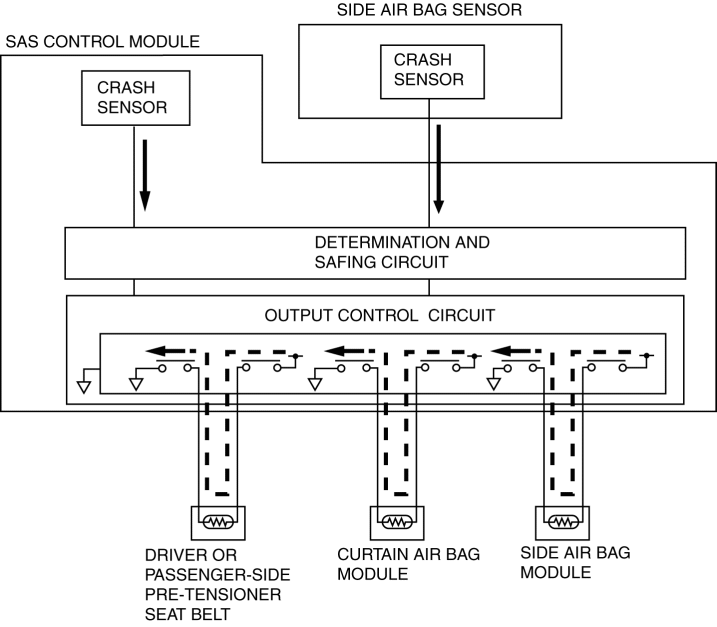 SIDE AIR BAG SENSOR
SAS CONTROL MODULE
CRASH
SENSOR
CRASH
SENSOR
DETERMINATION AND
SAFING CIRCUIT
OUTPUT CONTROL CIRCUIT
DRIVER OR
PASSENGER-SIDE
PRE-TENSIONER
SEAT BELT
CURTAIN AIR BAG
MODULE
SIDE AIR BAG
MODULE